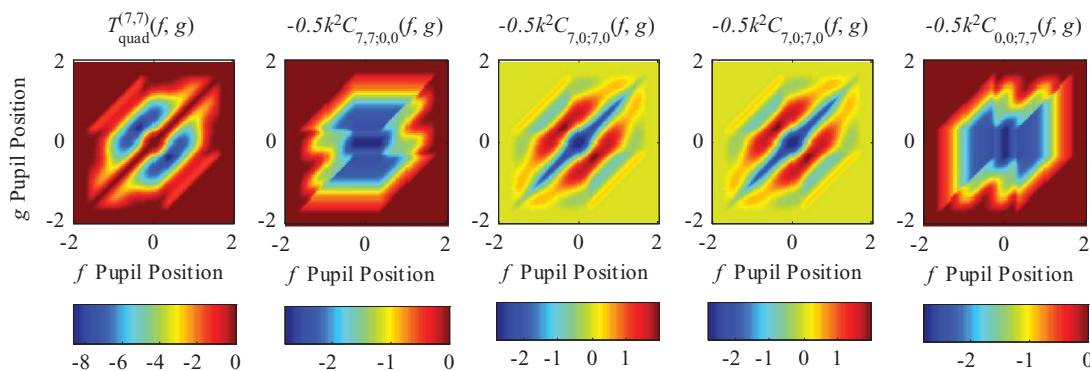 T_quad^(7,7)(f, g) -0.5k²C_7,7;0,0(f, g) -0.5k²C_7,0;7,0(f, g) -0.5k²C_7,0;7,0(f, g) -0.5k²C_0,0;7,7(f, g)
g Pupil Position
2 2 2 2 2
0 0 0 0 0
-2 -2 -2 -2 -2
-2 0 2 -2 0 2 -2 0 2 -2 0 2 -2 0 2
f Pupil Position f Pupil Position f Pupil Position f Pupil Position f Pupil Position
-8 -6 -4 -2 0 -2 -1 0 -2 -1 0 1 -2 -1 0 1 -2 -1 0